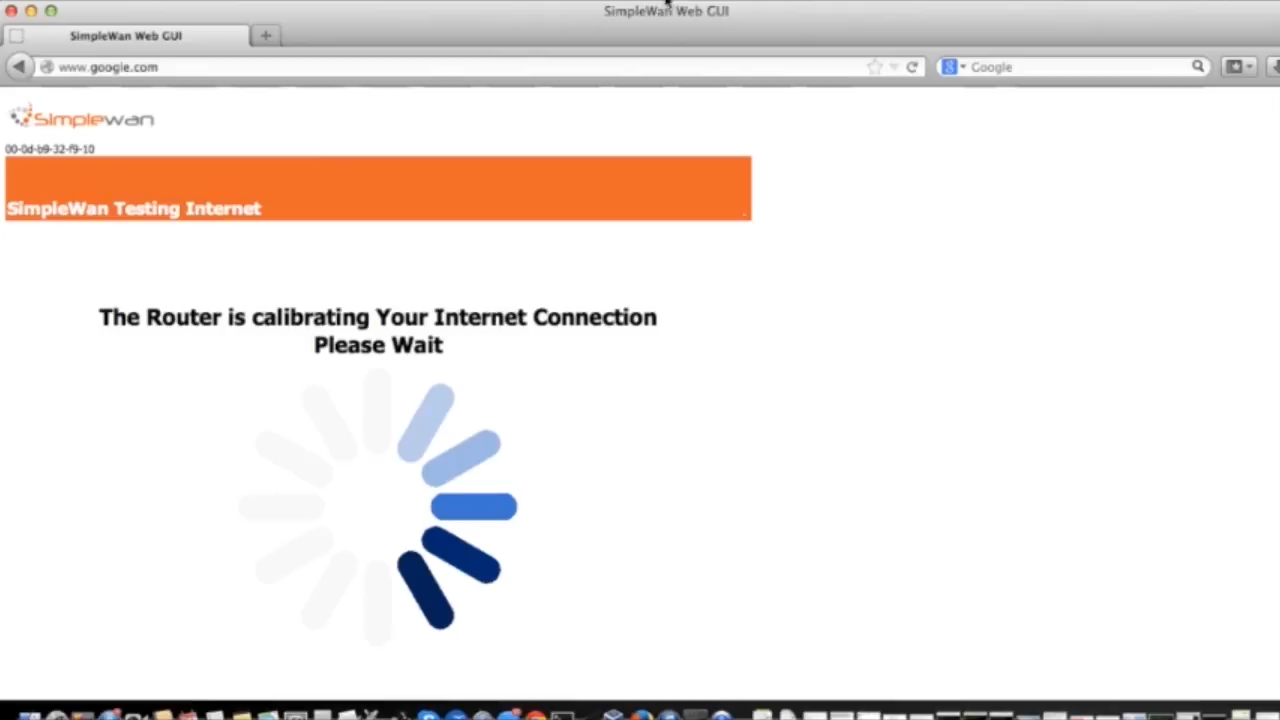 SimpleWan Web GUI
SimpleWan Web GUI
www.google.com
Google
Simplewan
00-0d-b9-32-f9-10
SimpleWan Testing Internet
The Router is calibrating Your Internet Connection
Please Wait